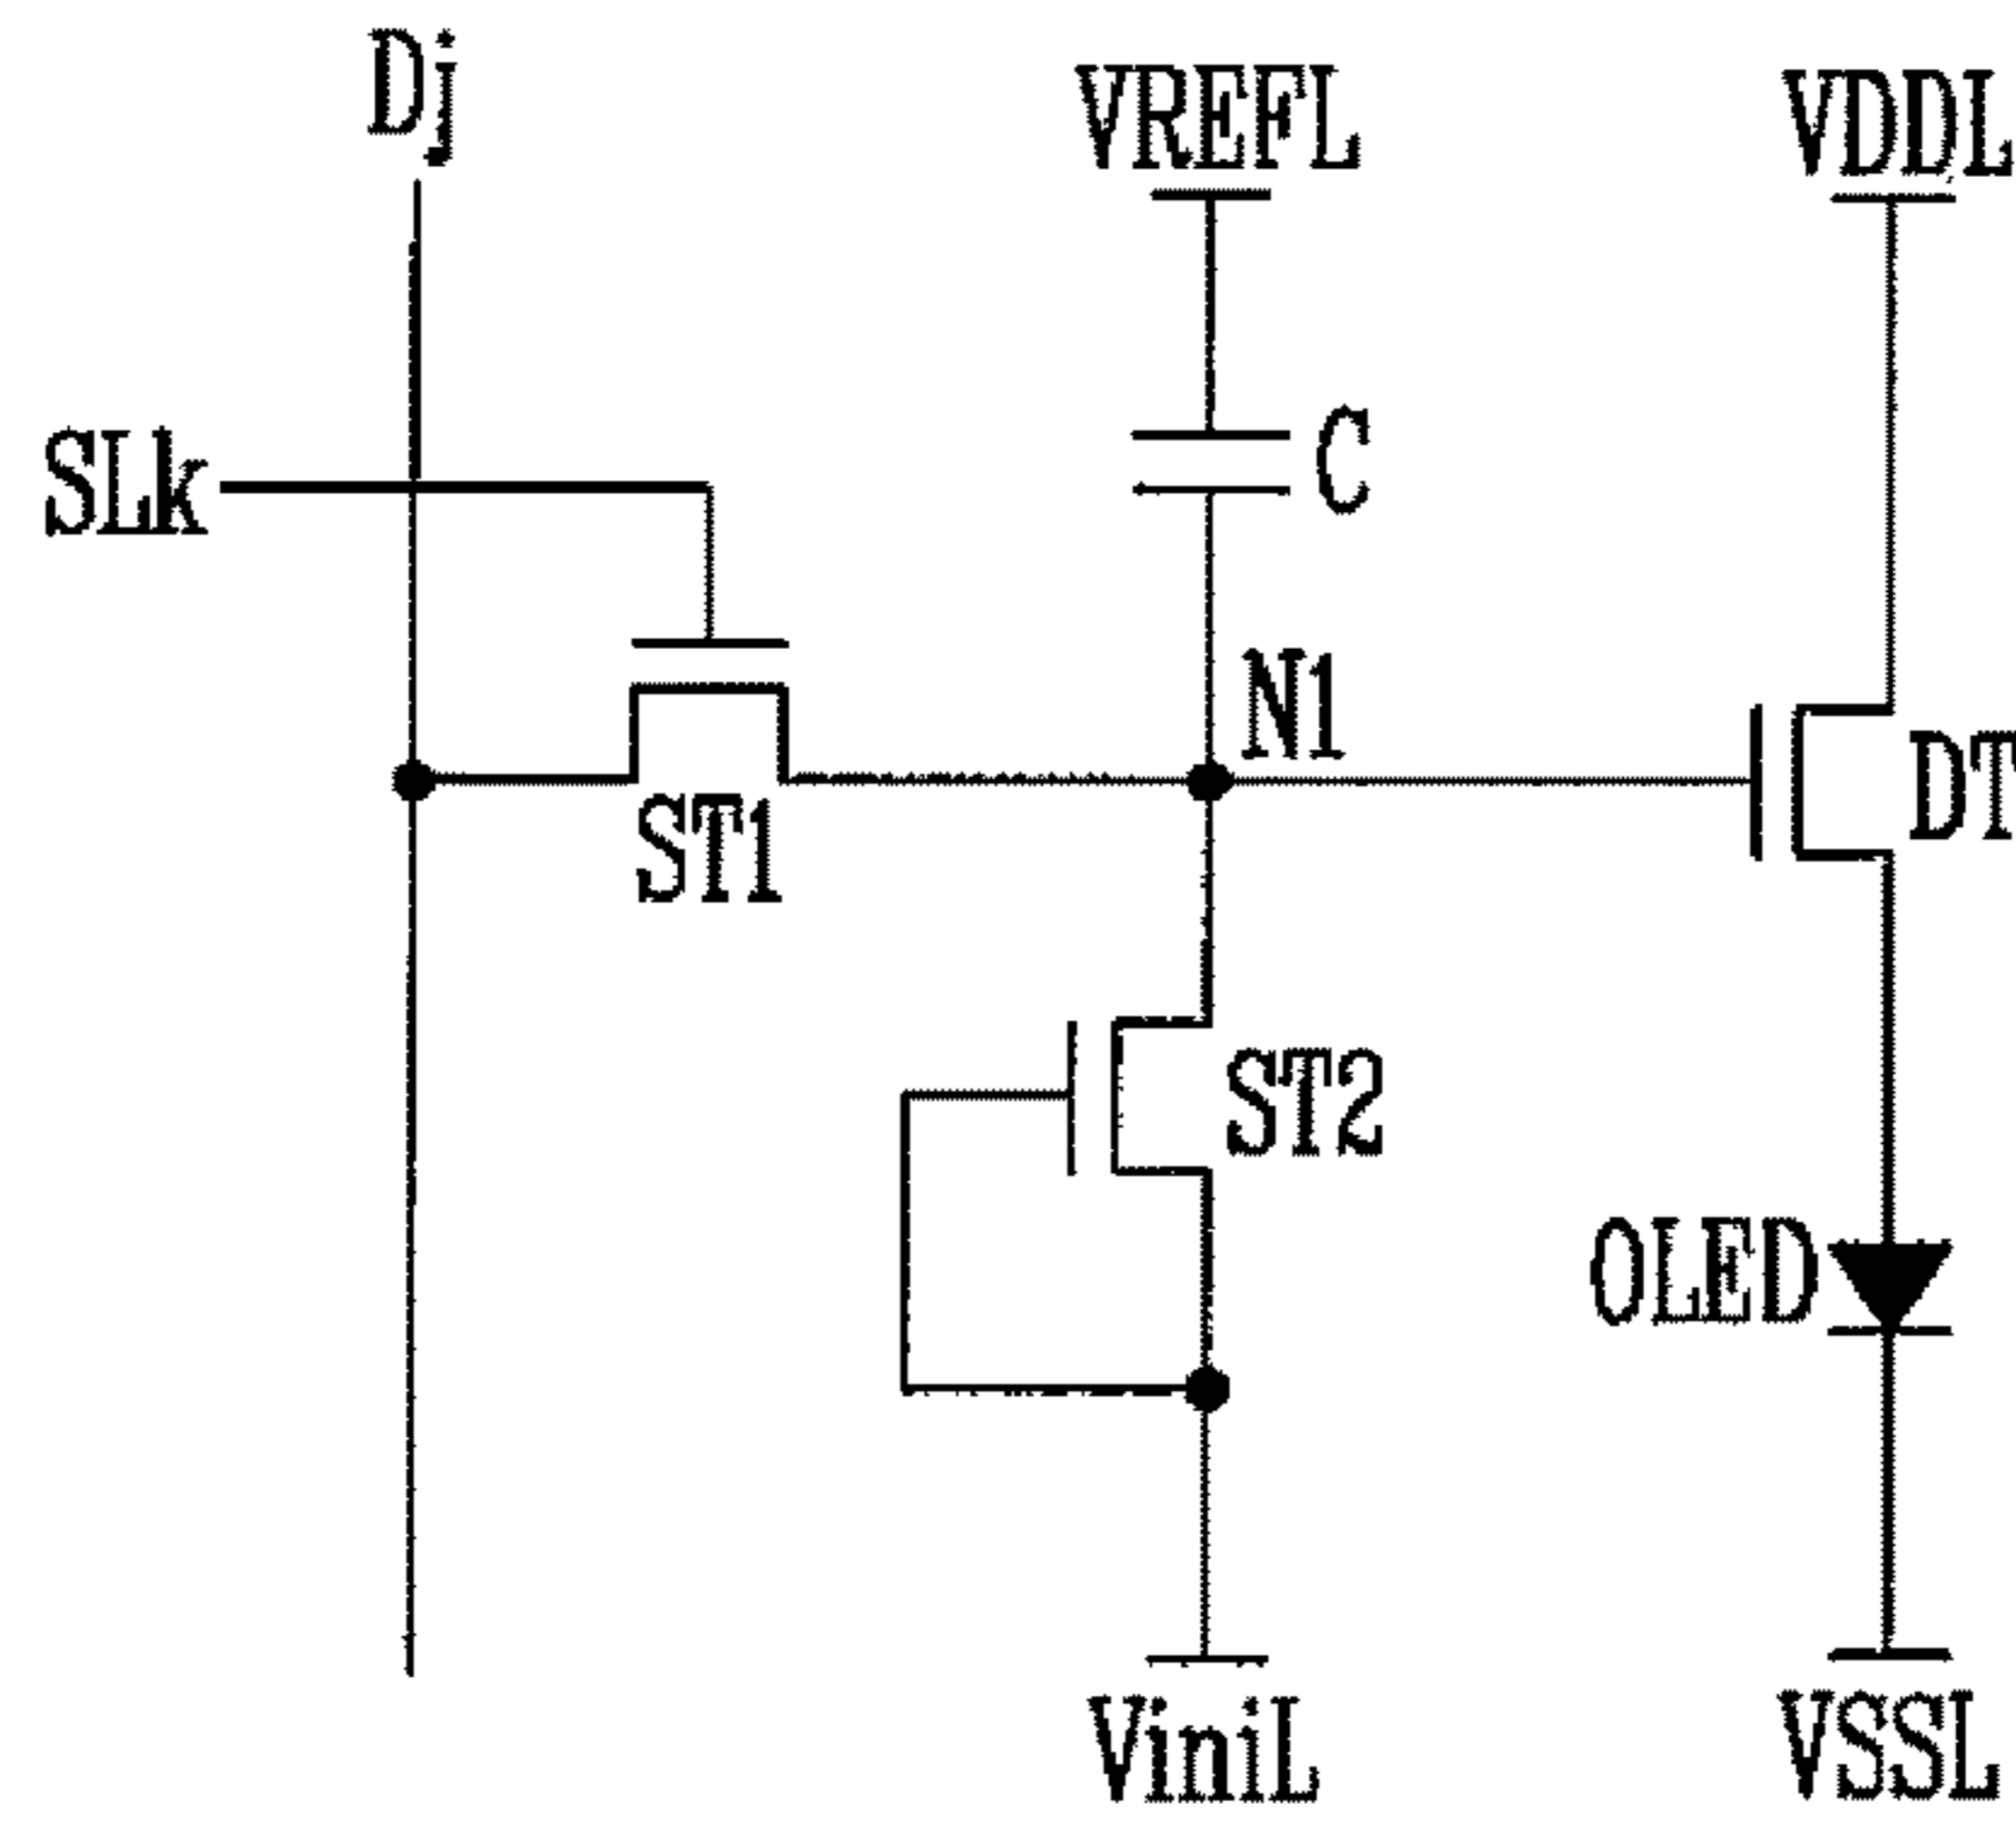 Dj
VREFL
VDDL
SLk
C
N1
DT
ST1
ST2
OLED
ViniL
VSSL